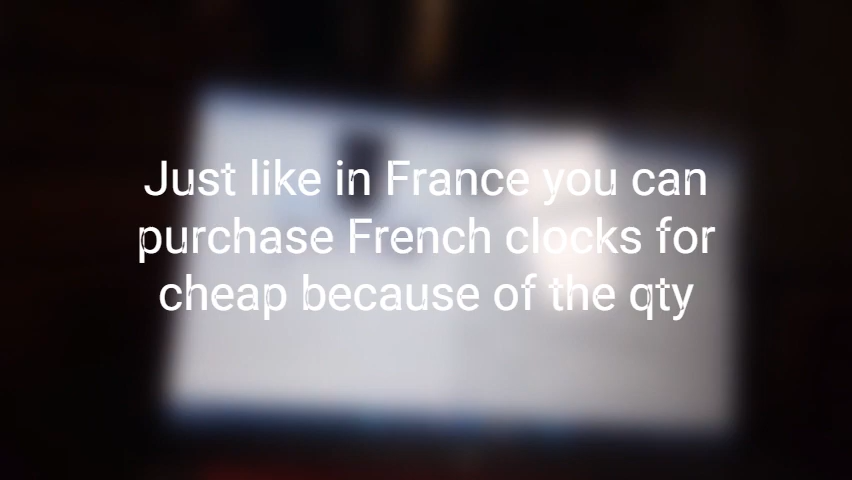 Just like in France you can
purchase French clocks for
cheap because of the qty